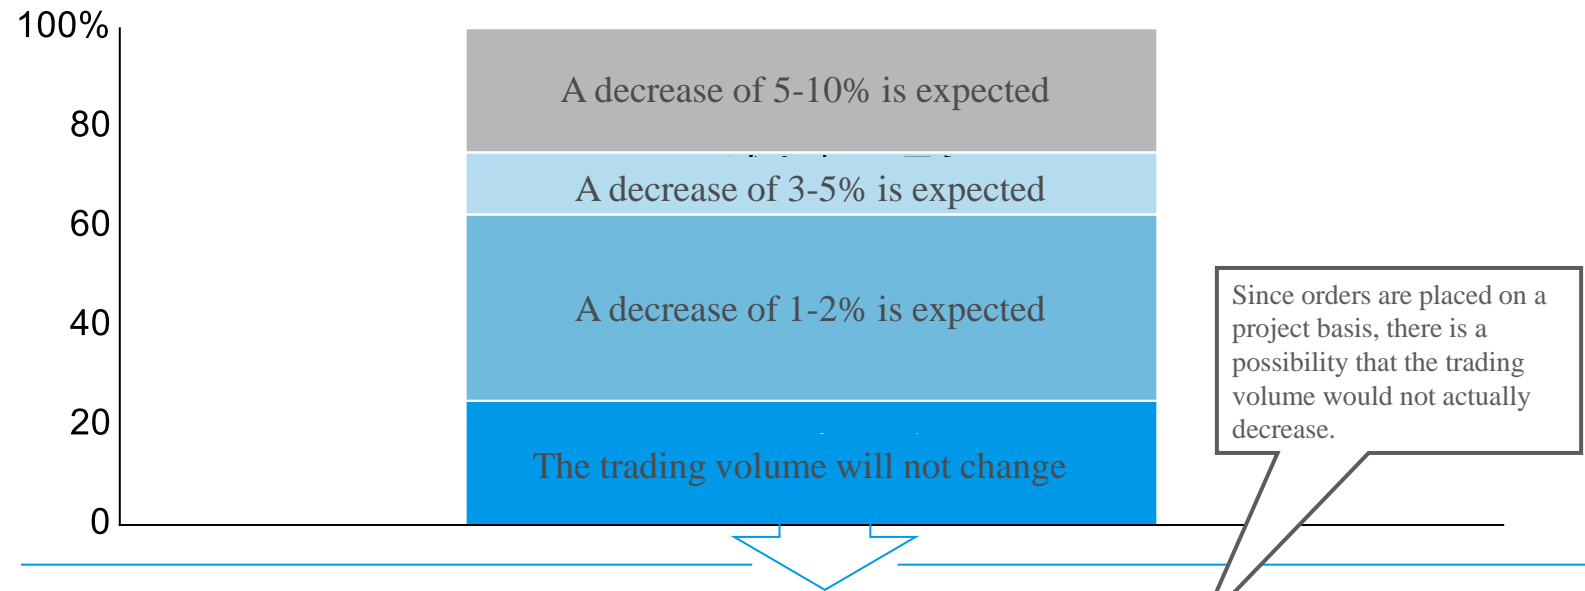 100%
80
60
40
20
0
A decrease of 5-10% is expected
A decrease of 3-5% is expected
A decrease of 1-2% is expected
The trading volume will not change
Since orders are placed on a
project basis, there is a
possibility that the trading
volume would not actually
decrease.